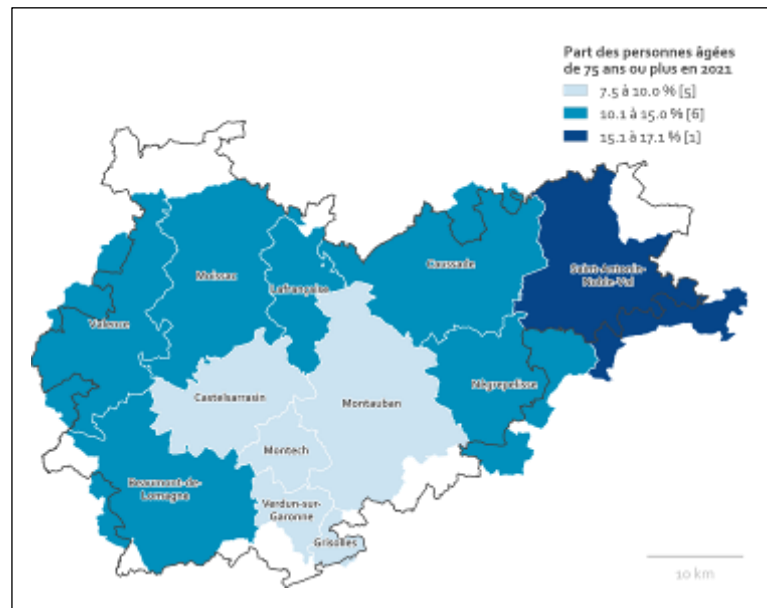 Part des personnes âgées
de 75 ans ou plus en 2021
7.5 à 10.0 % [5]
10.1 à 15.0 % [6]
15.1 à 17.1 % [1]
Moissac
Lafrançaise
Caussade
Saint-Antonin-
Noble-Val
Valence
Castelsarrasin
Montauban
Nègrepelisse
Montech
Beaumont-de-
Lomagne
Verdun-sur-
Garonne
Grisolles
10 km